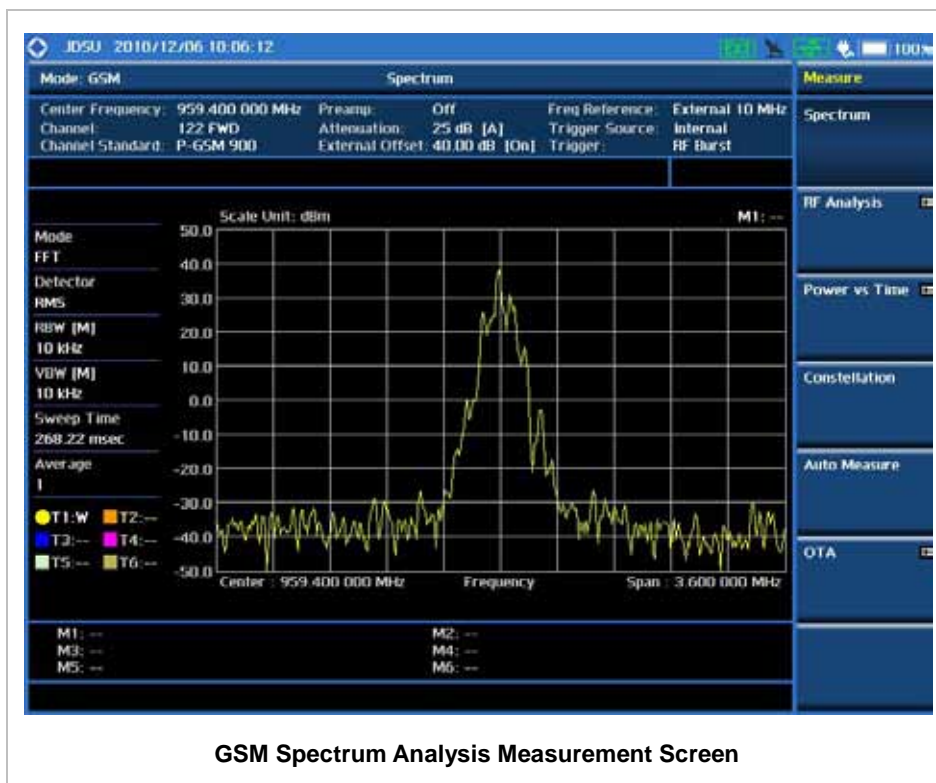 JDSU 2010/12/06 10:06:12 EXT 100%
Mode: GSM Spectrum Measure
Center Frequency: 959.400 000 MHz Preamp: Off Freq Reference: External 10 MHz
Channel: 122 FWD Attenuation: 25 dB [A] Trigger Source: Internal
Channel Standard: P-GSM 900 External Offset: 40.00 dB [On] Trigger: RF Burst
Spectrum
RF Analysis
Power vs Time
Constellation
Auto Measure
OTA
Scale Unit: dBm M1: --
Mode
FFT
Detector
RMS
RBW [M]
10 kHz
VBW [M]
10 kHz
Sweep Time
268.22 msec
Average
1
T1:W T2:--
T3:-- T4:--
T5:-- T6:--
50.0
40.0
30.0
20.0
10.0
0.0
-10.0
-20.0
-30.0
-40.0
-50.0
Center : 959.400 000 MHz Frequency Span : 3.600 000 MHz
M1: -- M2: --
M3: -- M4: --
M5: -- M6: --
GSM Spectrum Analysis Measurement Screen